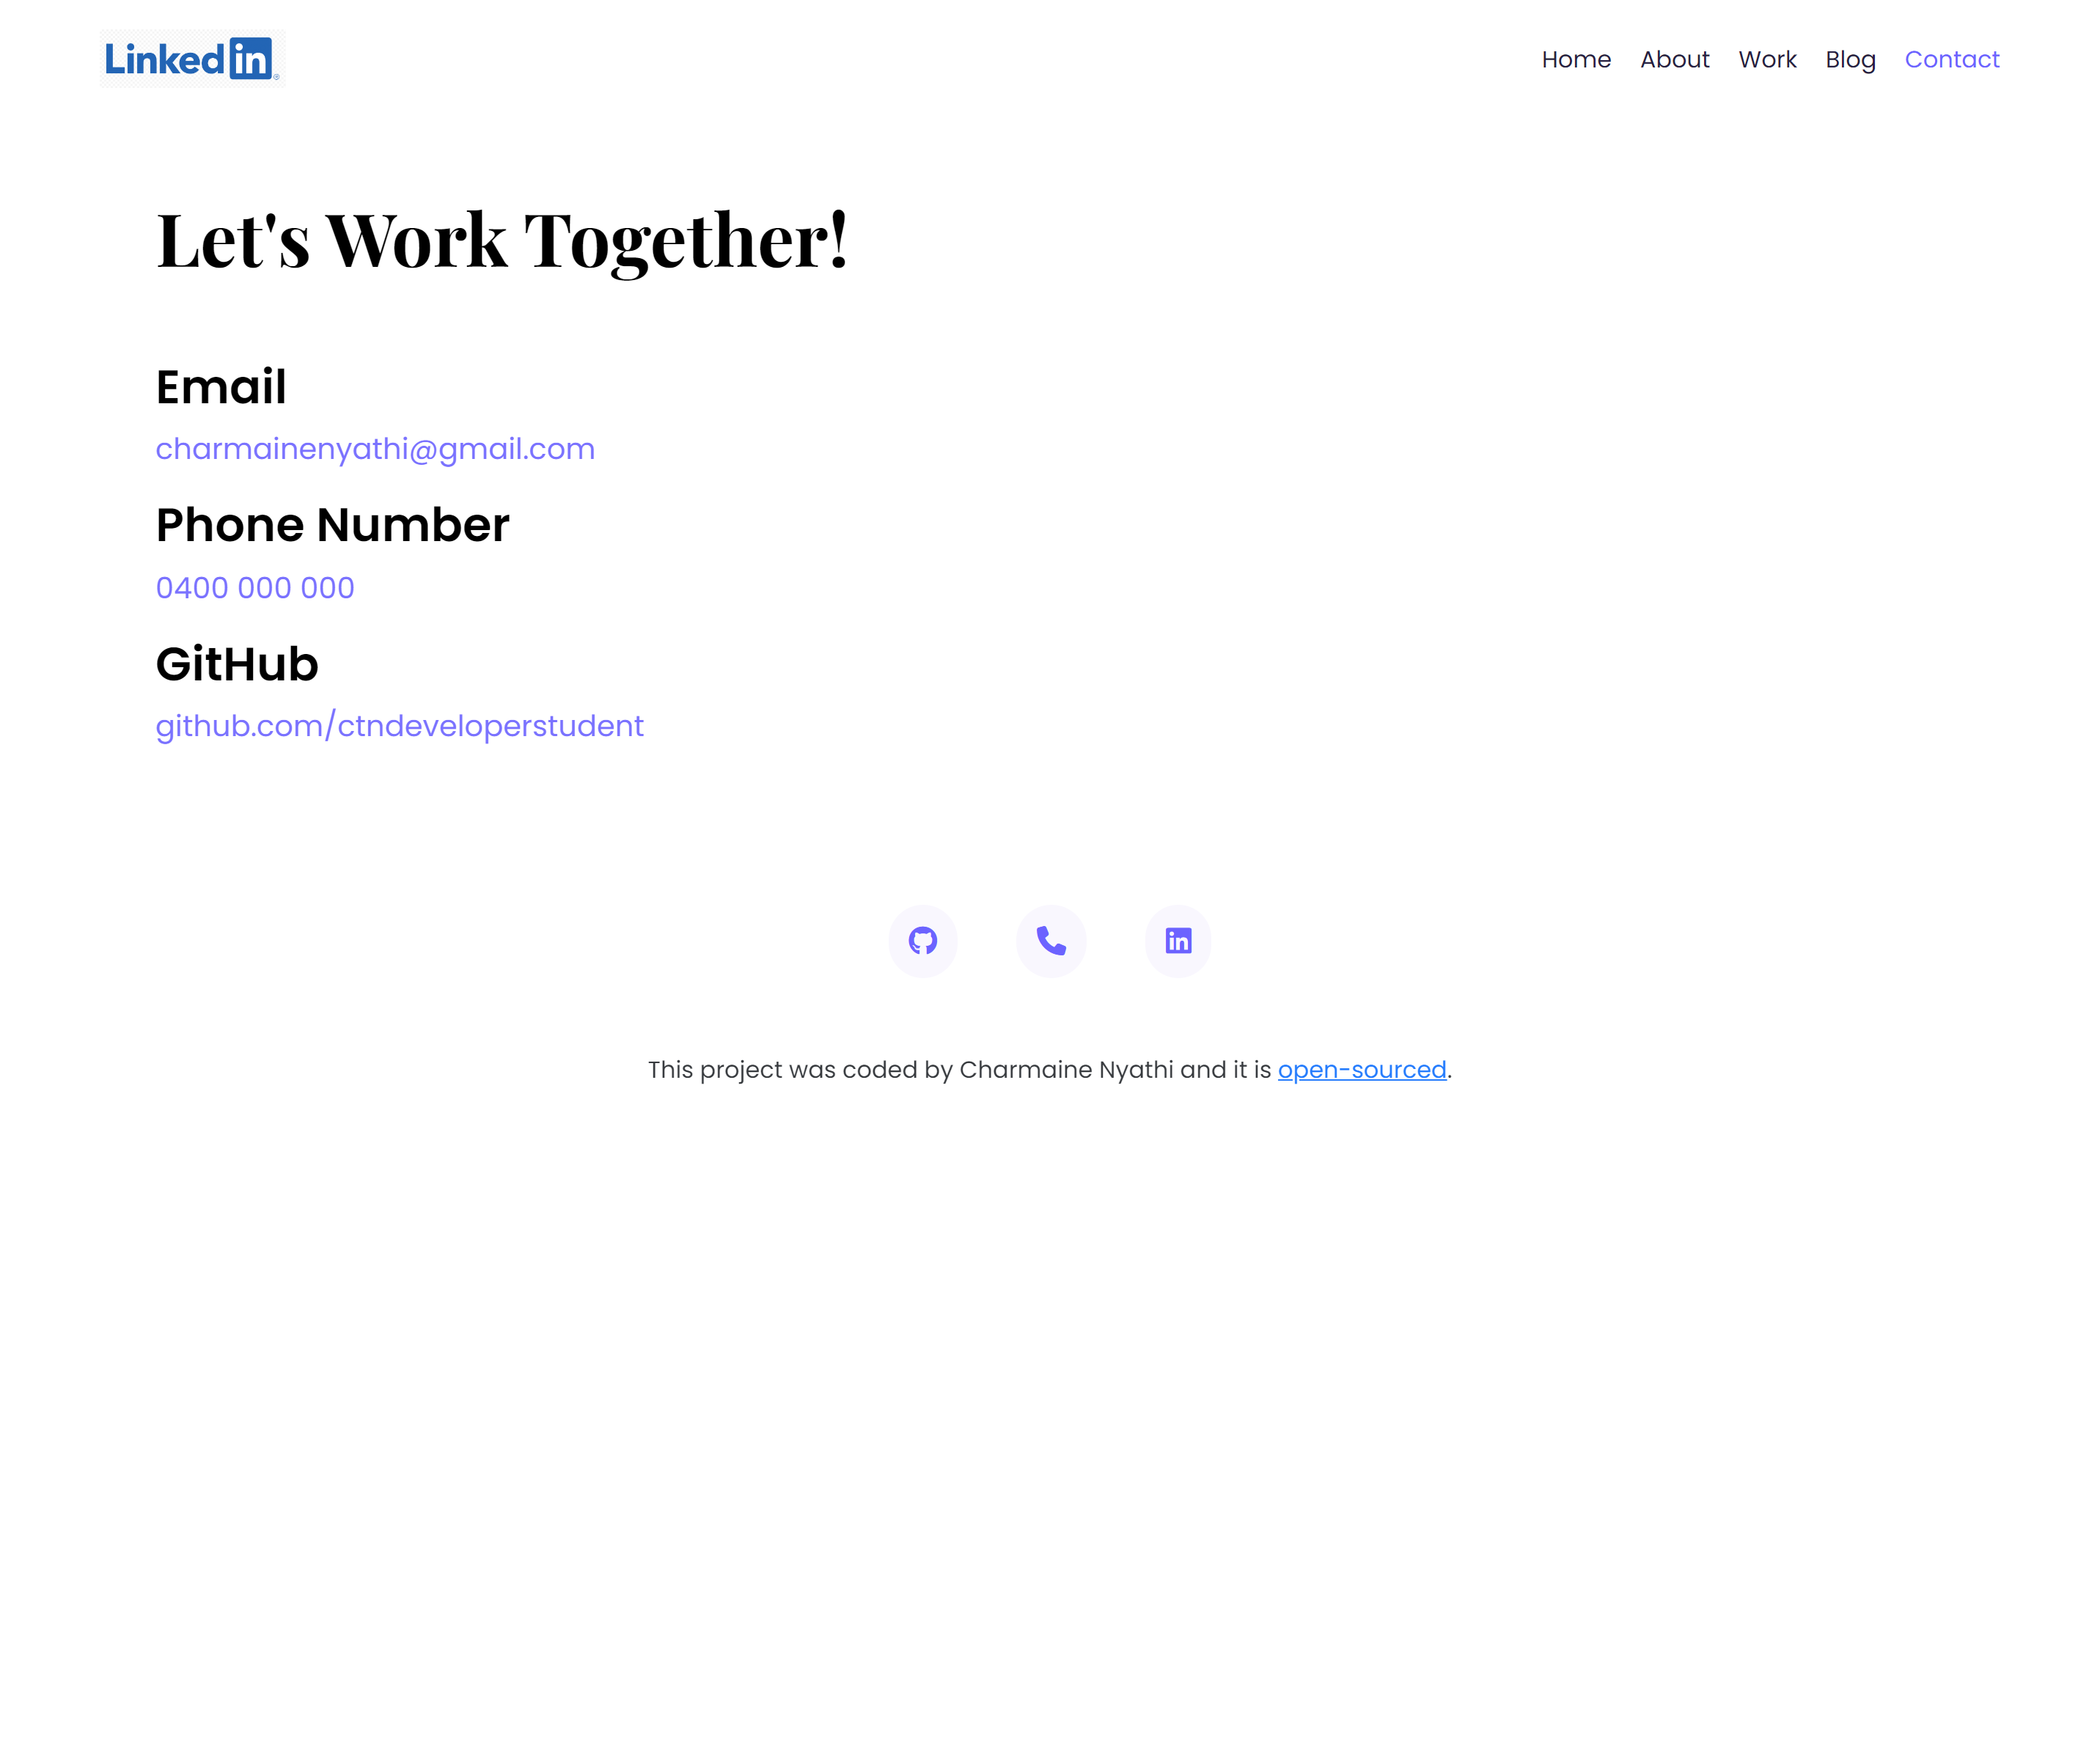 Linked in
Home About Work Blog Contact
Let's Work Together!
Email
charmainenyathi@gmail.com
Phone Number
0400 000 000
GitHub
github.com/ctndeveloperstudent
in
This project was coded by Charmaine Nyathi and it is open-sourced.